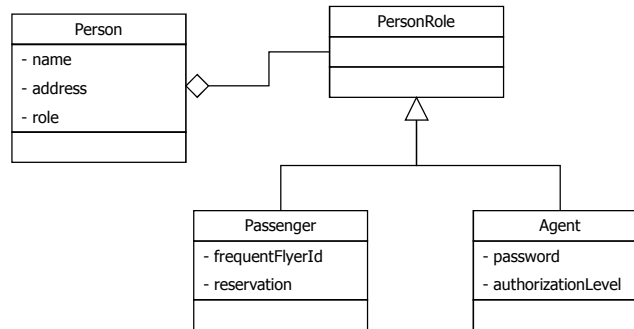 Person
- name
- address
- role
PersonRole
Passenger
- frequentFlyerId
- reservation
Agent
- password
- authorizationLevel